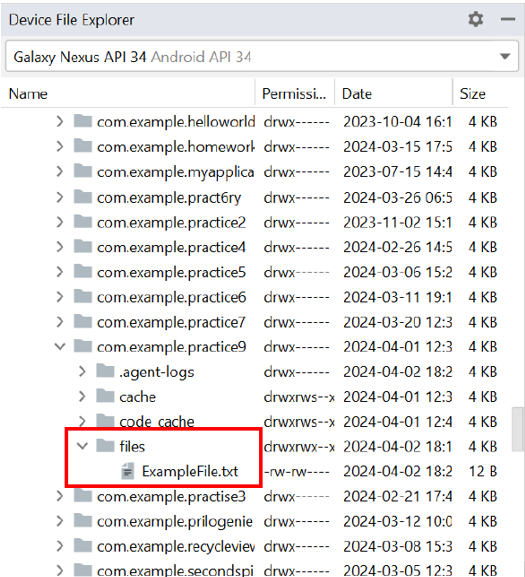 Device File Explorer
Galaxy Nexus API 34 Android API 34
Name Permissi... Date Size
com.example.helloworld drwx------ 2023-10-04 16:1 4 KB
com.example.homework drwx------ 2024-03-15 17:5 4 KB
com.example.myapplica drwx------ 2023-07-15 14:4 4 KB
com.example.pract6ry drwx------ 2024-03-26 06:5 4 KB
com.example.practice2 drwx------ 2023-11-02 15:1 4 KB
com.example.practice4 drwx------ 2024-02-26 14:5 4 KB
com.example.practice5 drwx------ 2024-03-06 15:2 4 KB
com.example.practice6 drwx------ 2024-03-11 19:1 4 KB
com.example.practice7 drwx------ 2024-03-20 12:3 4 KB
com.example.practice9 drwx------ 2024-04-01 12:3 4 KB
.agent-logs drwx------ 2024-04-02 18:2 4 KB
cache drwxrws--x 2024-04-01 12:3 4 KB
code_cache drwxrws--x 2024-04-01 12:4 4 KB
files drwxrwx--x 2024-04-02 18:1 4 KB
ExampleFile.txt -rw-rw---- 2024-04-02 18:2 12 B
com.example.practise3 drwx------ 2024-02-21 17:4 4 KB
com.example.prilogenie drwx------ 2024-03-12 10:0 4 KB
com.example.recyclevie drwx------ 2024-03-08 15:3 4 KB
com.example.secondspi drwx------ 2024-03-05 12:3 4 KB